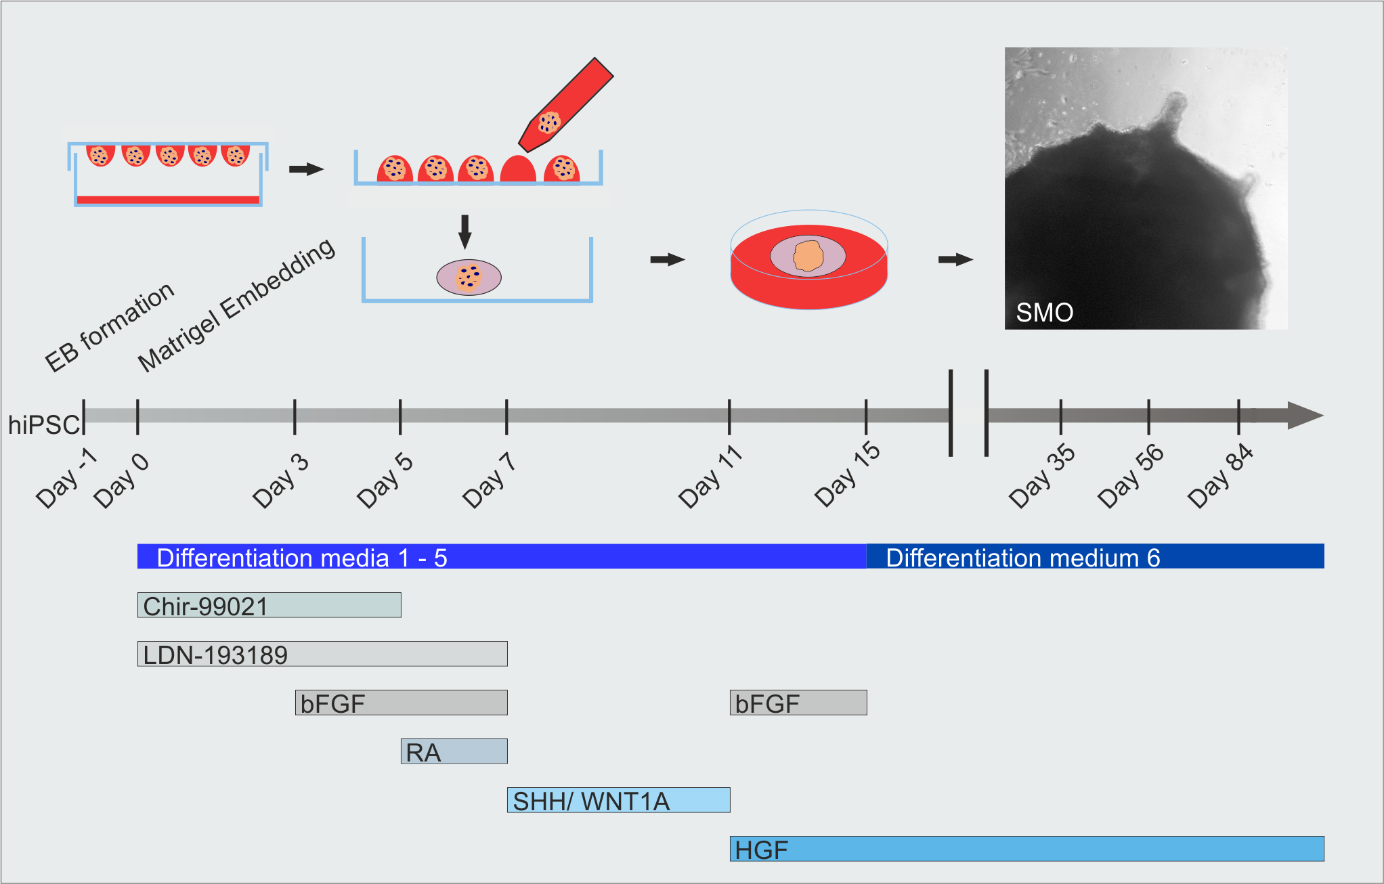 SMO
EB formation
Matrigel Embedding
hiPSC
Day -1
Day 0
Day 3
Day 5
Day 7
Day 11
Day 15
Day 35
Day 56
Day 84
Differentiation media 1 - 5
Differentiation medium 6
Chir-99021
LDN-193189
bFGF
bFGF
RA
SHH/ WNT1A
HGF